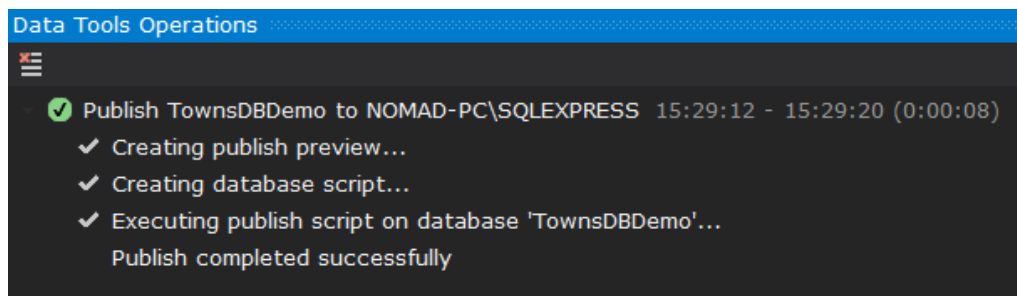 Data Tools Operations
Publish TownsDBDemo to NOMAD-PC\SQLEXPRESS 15:29:12 - 15:29:20 (0:00:08)
Creating publish preview...
Creating database script...
Executing publish script on database 'TownsDBDemo'...
Publish completed successfully